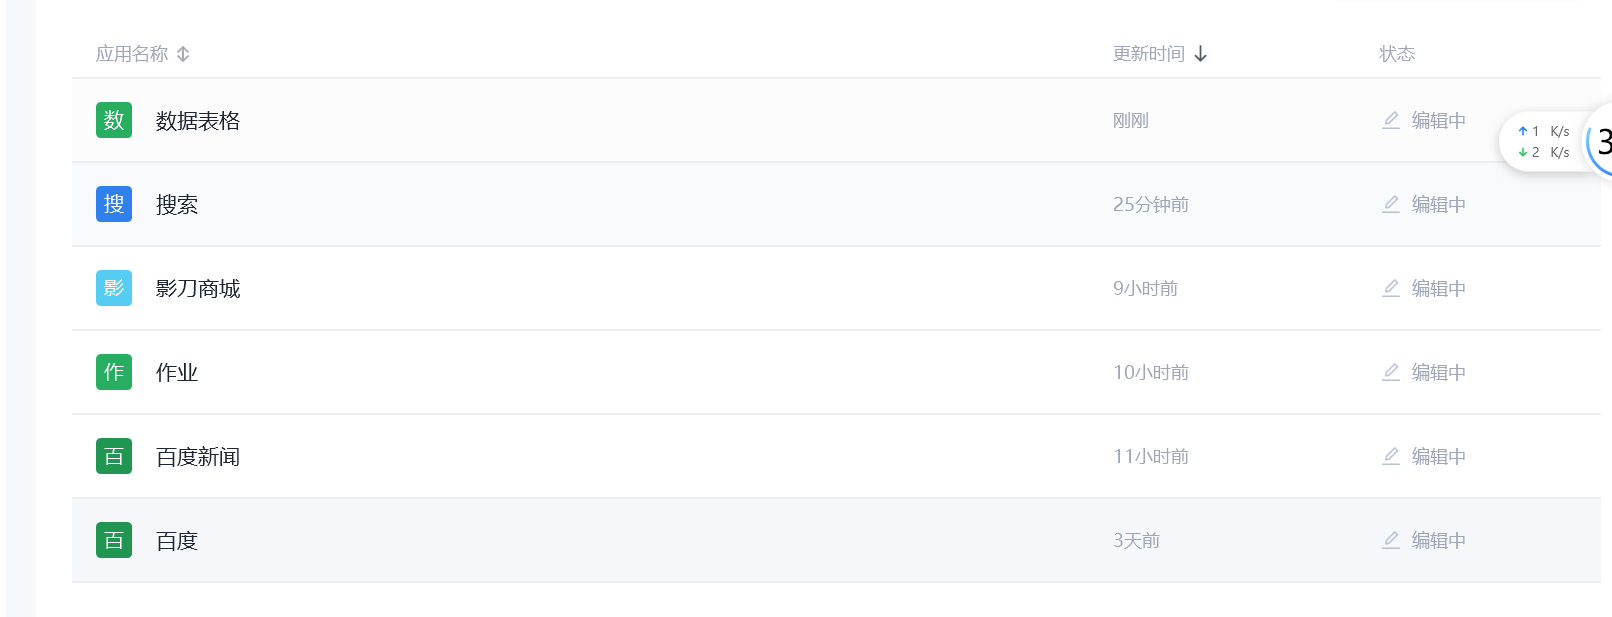 应用名称 更新时间 状态
数 数据表格 刚刚 编辑中
↑ 1 K/s
↓ 2 K/s
3
搜 搜索 25分钟前 编辑中
影 影刀商城 9小时前 编辑中
作 作业 10小时前 编辑中
百 百度新闻 11小时前 编辑中
百 百度 3天前 编辑中